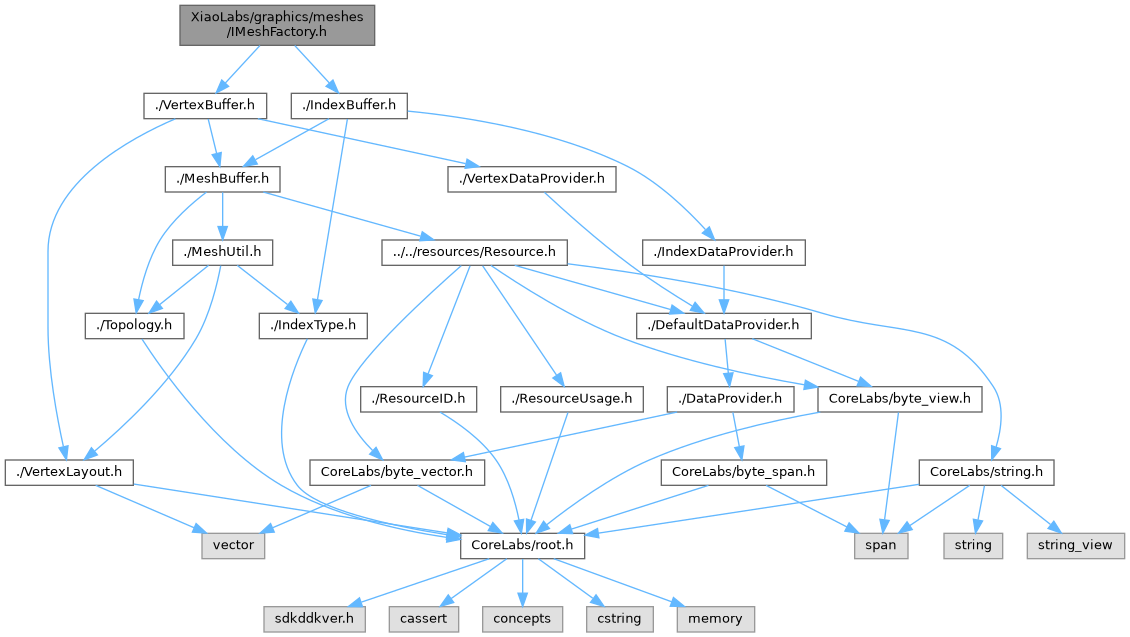 XiaoLabs/graphics/meshes
/IMeshFactory.h
./VertexBuffer.h
./IndexBuffer.h
./MeshBuffer.h
./VertexDataProvider.h
./MeshUtil.h
../../resources/Resource.h
./IndexDataProvider.h
./Topology.h
./IndexType.h
./DefaultDataProvider.h
./ResourceID.h
./ResourceUsage.h
./DataProvider.h
CoreLabs/byte_view.h
./VertexLayout.h
CoreLabs/byte_vector.h
CoreLabs/byte_span.h
CoreLabs/string.h
vector
CoreLabs/root.h
span
string
string_view
sdkddkver.h
cassert
concepts
cstring
memory